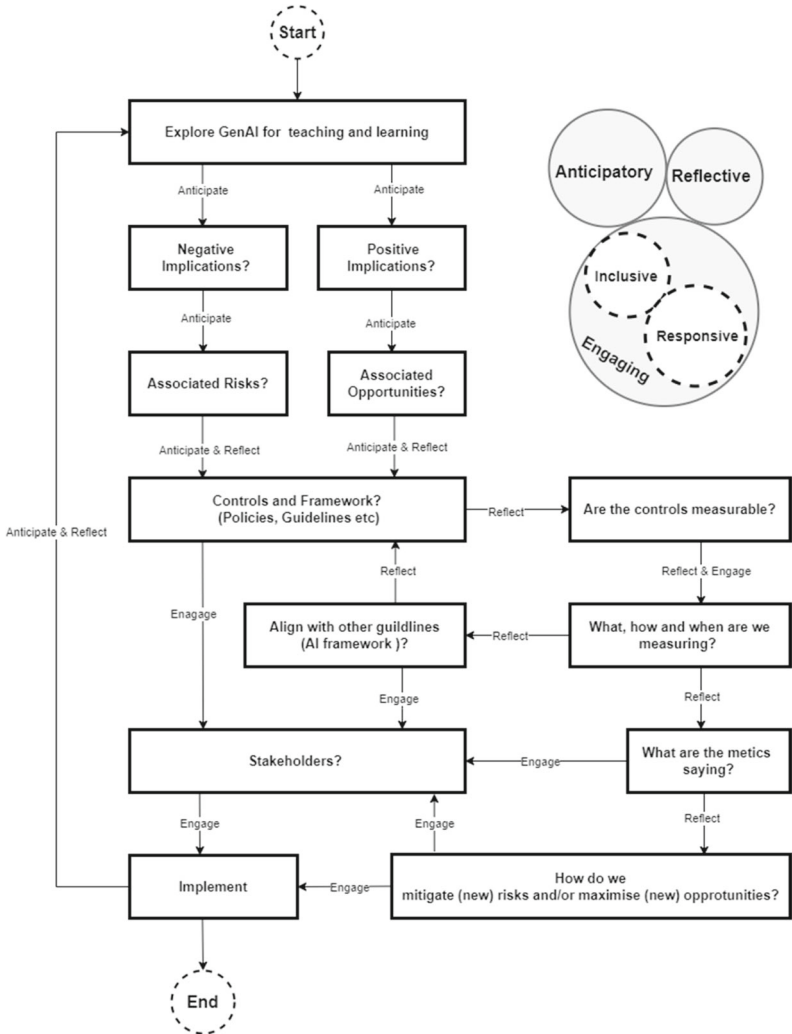 Start
Explore GenAI for teaching and learning
Anticipate
Anticipate
Negative
Implications?
Positive
Implications?
Anticipate
Anticipate
Associated Risks?
Associated
Opportunities?
Anticipate & Reflect
Anticipate & Reflect
Controls and Framework?
(Policies, Guidelines etc)
Reflect
Are the controls measurable?
Anticipate & Reflect
Reflect
Reflect & Engage
Enagage
Align with other guildlines
(AI framework )?
Reflect
What, how and when are we
measuring?
Engage
Reflect
Stakeholders?
Engage
What are the metics
saying?
Engage
Engage
Reflect
Implement
Engage
How do we
mitigate (new) risks and/or maximise (new) opprotunities?
End
Anticipatory
Reflective
Inclusive
Responsive
Engaging